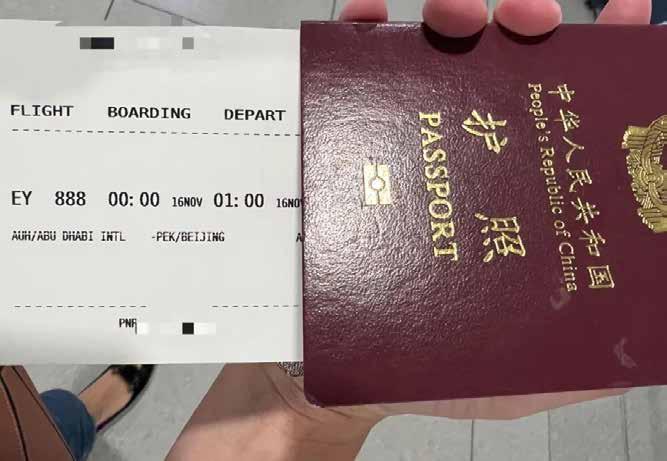 FLIGHT BOARDING DEPART
EY 888 00:00 16NOV 01:00 16NOV
AUH/ABU DHABI INTL -PEK/BEIJING A
PNR
中华人民共和国
People's Republic of China
护照
PASSPORT